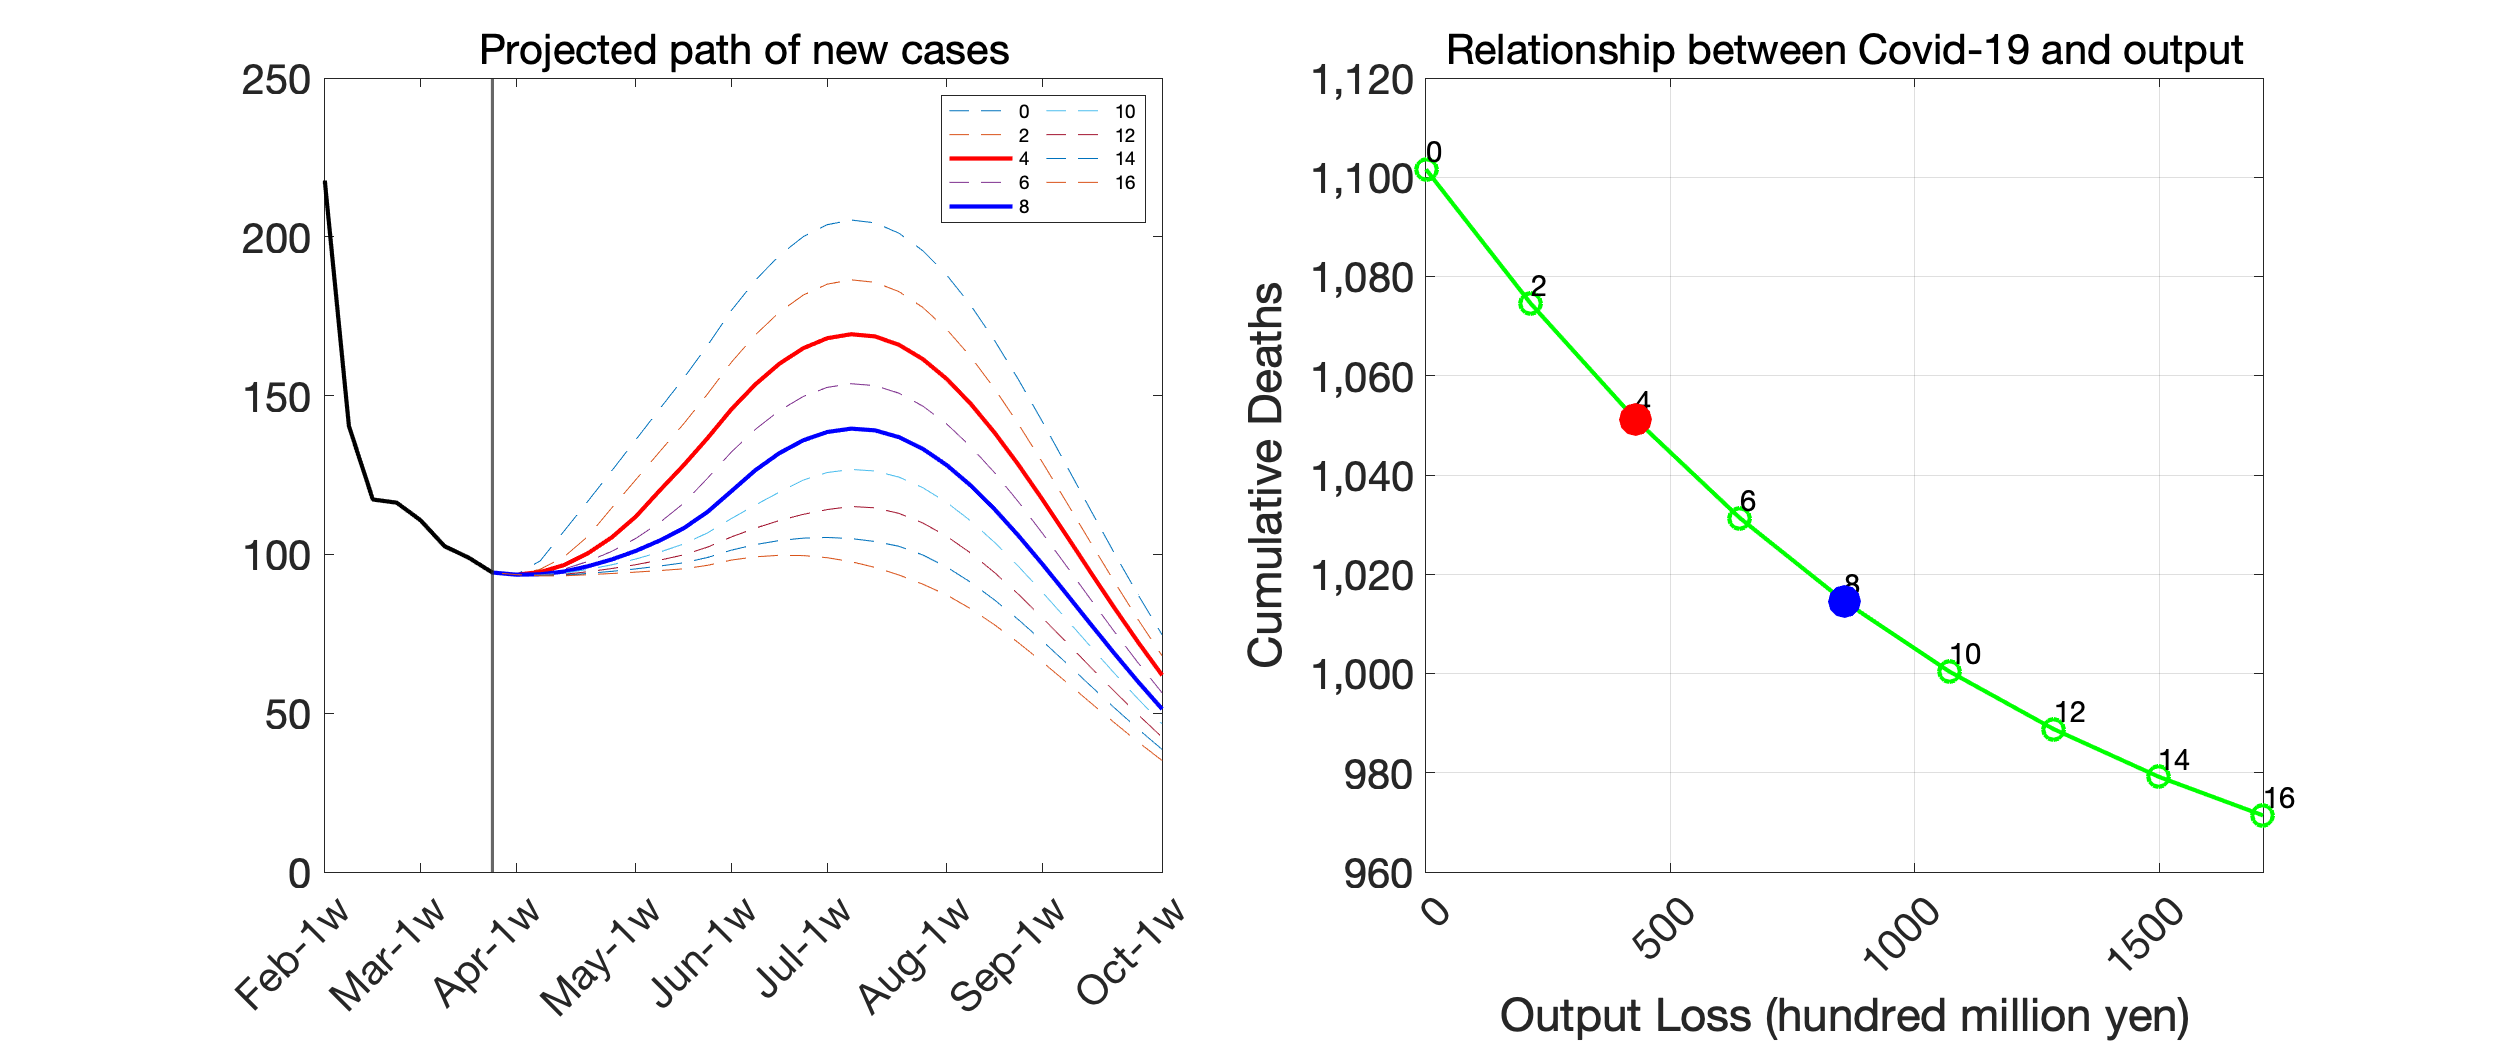 Projected path of new cases
250
200
150
100
50
0
0
2
4
6
8
10
12
14
16
Feb-1w
Mar-1w
Apr-1w
May-1w
Jun-1w
Jul-1w
Aug-1w
Sep-1w
Oct-1w
Relationship between Covid-19 and output
Cumulative Deaths
1,120
1,100
1,080
1,060
1,040
1,020
1,000
980
960
0
2
4
6
8
10
12
14
16
0
500
1000
1500
Output Loss (hundred million yen)